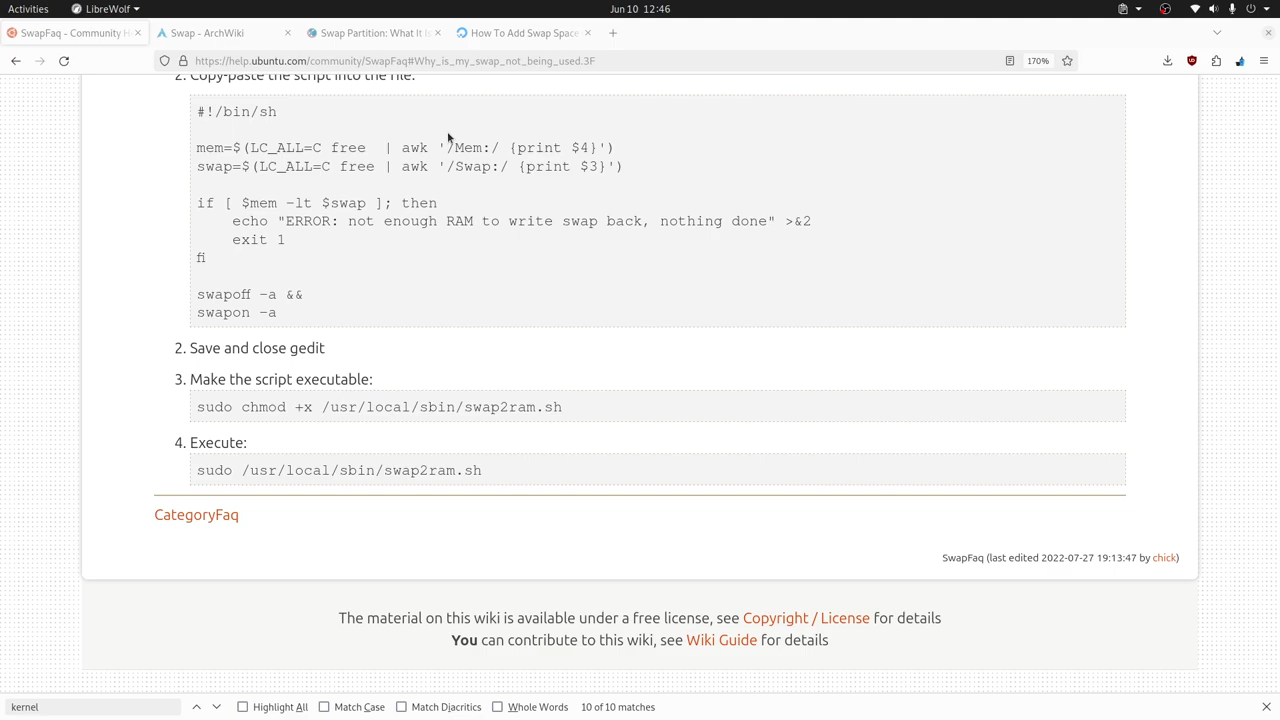 Activities LibreWolf Jun 10 12:46
SwapFaq - Community H Swap - ArchWiki Swap Partition: What It Is How To Add Swap Space
https://help.ubuntu.com/community/SwapFaq#Why_is_my_swap_not_being_used.3F 170%
2. Copy-paste the script into the file:
#!/bin/sh
mem=$(LC_ALL=C free  | awk '/Mem:/ {print $4}')
swap=$(LC_ALL=C free | awk '/Swap:/ {print $3}')
if [ $mem -lt $swap ]; then
    echo "ERROR: not enough RAM to write swap back, nothing done" >&2
    exit 1
fi
swapoff -a &&
swapon -a
2. Save and close gedit
3. Make the script executable:
sudo chmod +x /usr/local/sbin/swap2ram.sh
4. Execute:
sudo /usr/local/sbin/swap2ram.sh
CategoryFaq
SwapFaq (last edited 2022-07-27 19:13:47 by chick)
The material on this wiki is available under a free license, see Copyright / License for details
You can contribute to this wiki, see Wiki Guide for details
kernel Highlight All Match Case Match Diacritics Whole Words 10 of 10 matches